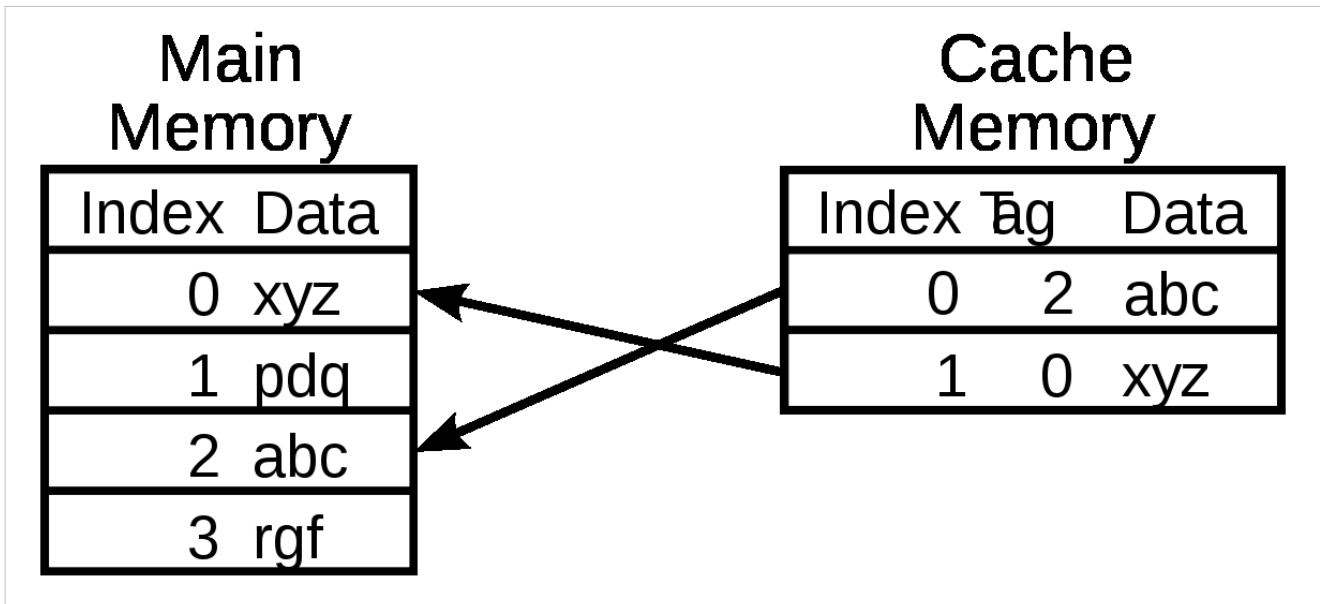 Main
Memory
Index Data
0 xyz
1 pdq
2 abc
3 rgf
Cache
Memory
Index Tag Data
0 2 abc
1 0 xyz